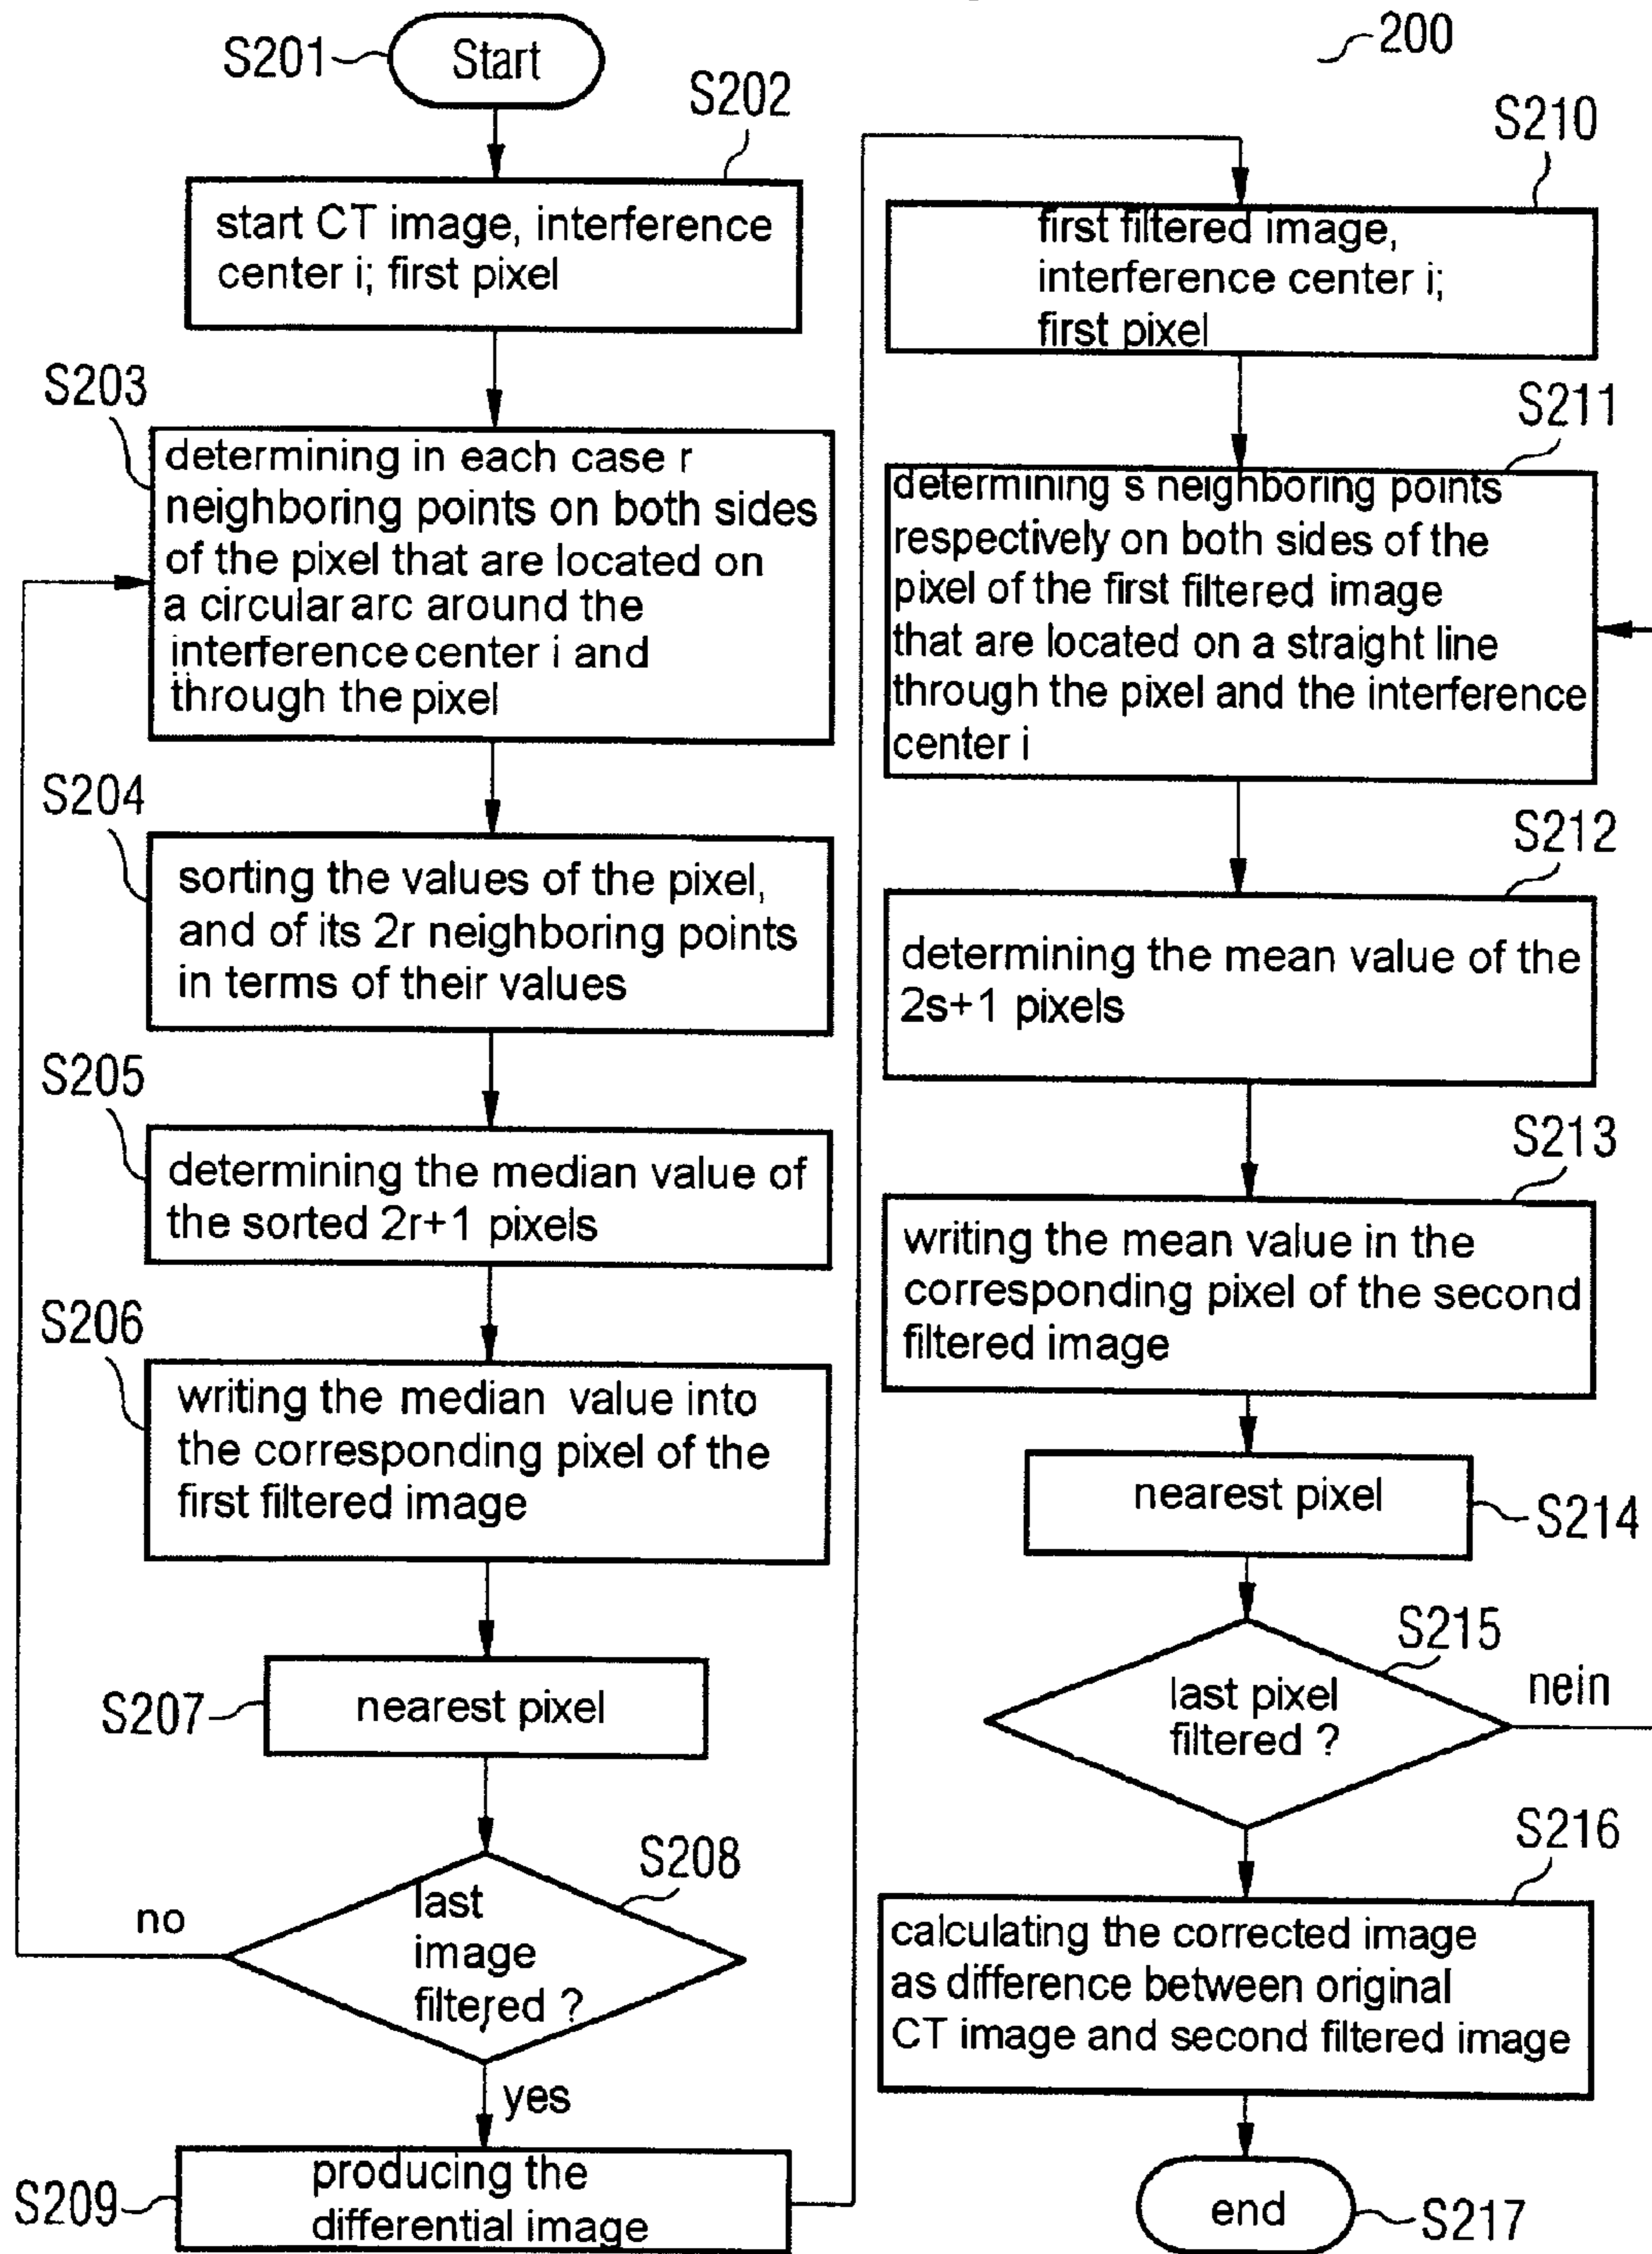 200
S201
Start
S202
start CT image, interference
center i; first pixel
S203
determining in each case r
neighboring points on both sides
of the pixel that are located on
a circular arc around the
interference center i and
through the pixel
S204
sorting the values of the pixel,
and of its 2r neighboring points
in terms of their values
S205
determining the median value of
the sorted 2r+1 pixels
S206
writing the median value into
the corresponding pixel of the
first filtered image
S207
nearest pixel
S208
last
image
filtered ?
no
yes
S209
producing the
differential image
S210
first filtered image,
interference center i;
first pixel
S211
determining s neighboring points
respectively on both sides of the
pixel of the first filtered image
that are located on a straight line
through the pixel and the interference
center i
S212
determining the mean value of the
2s+1 pixels
S213
writing the mean value in the
corresponding pixel of the second
filtered image
nearest pixel
S214
S215
last pixel
filtered ?
nein
S216
calculating the corrected image
as difference between original
CT image and second filtered image
end
S217